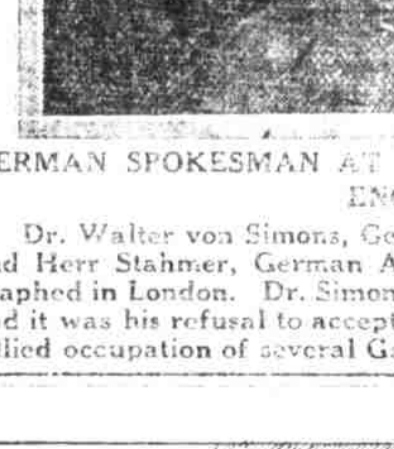 ERMAN SPOKESMAN AT
EN
Dr. Walter von Simons, Ge
d Herr Stahmer, German A
aphed in London. Dr. Simon
d it was his refusal to accept
llied occupation of several G